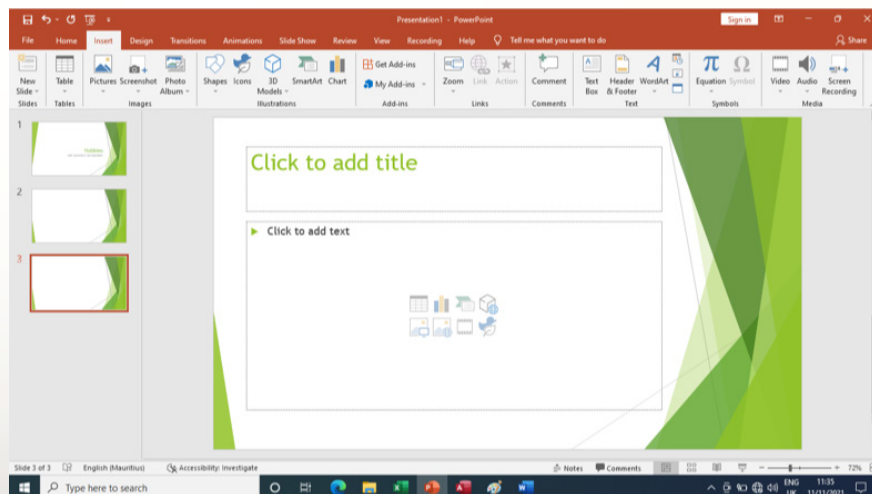 Presentation1 - PowerPoint
Sign in
File Home Insert Design Transitions Animations Slide Show Review View Recording Help Tell me what you want to do Share
New Slide
Table
Pictures Screenshot Photo Album
Shapes Icons 3D Models SmartArt Chart
Get Add-ins
My Add-ins
Zoom Link Action
Comment
Text Box Header & Footer WordArt
Equation Symbol
Video Audio Screen Recording
Slides Tables Images Illustrations Add-ins Links Comments Text Symbols Media
1
2
3
Click to add title
Click to add text
Slide 3 of 3 English (Mauritius) Accessibility: Investigate Notes Comments 72%
Type here to search
ENG 11:35
UK 11/11/2021